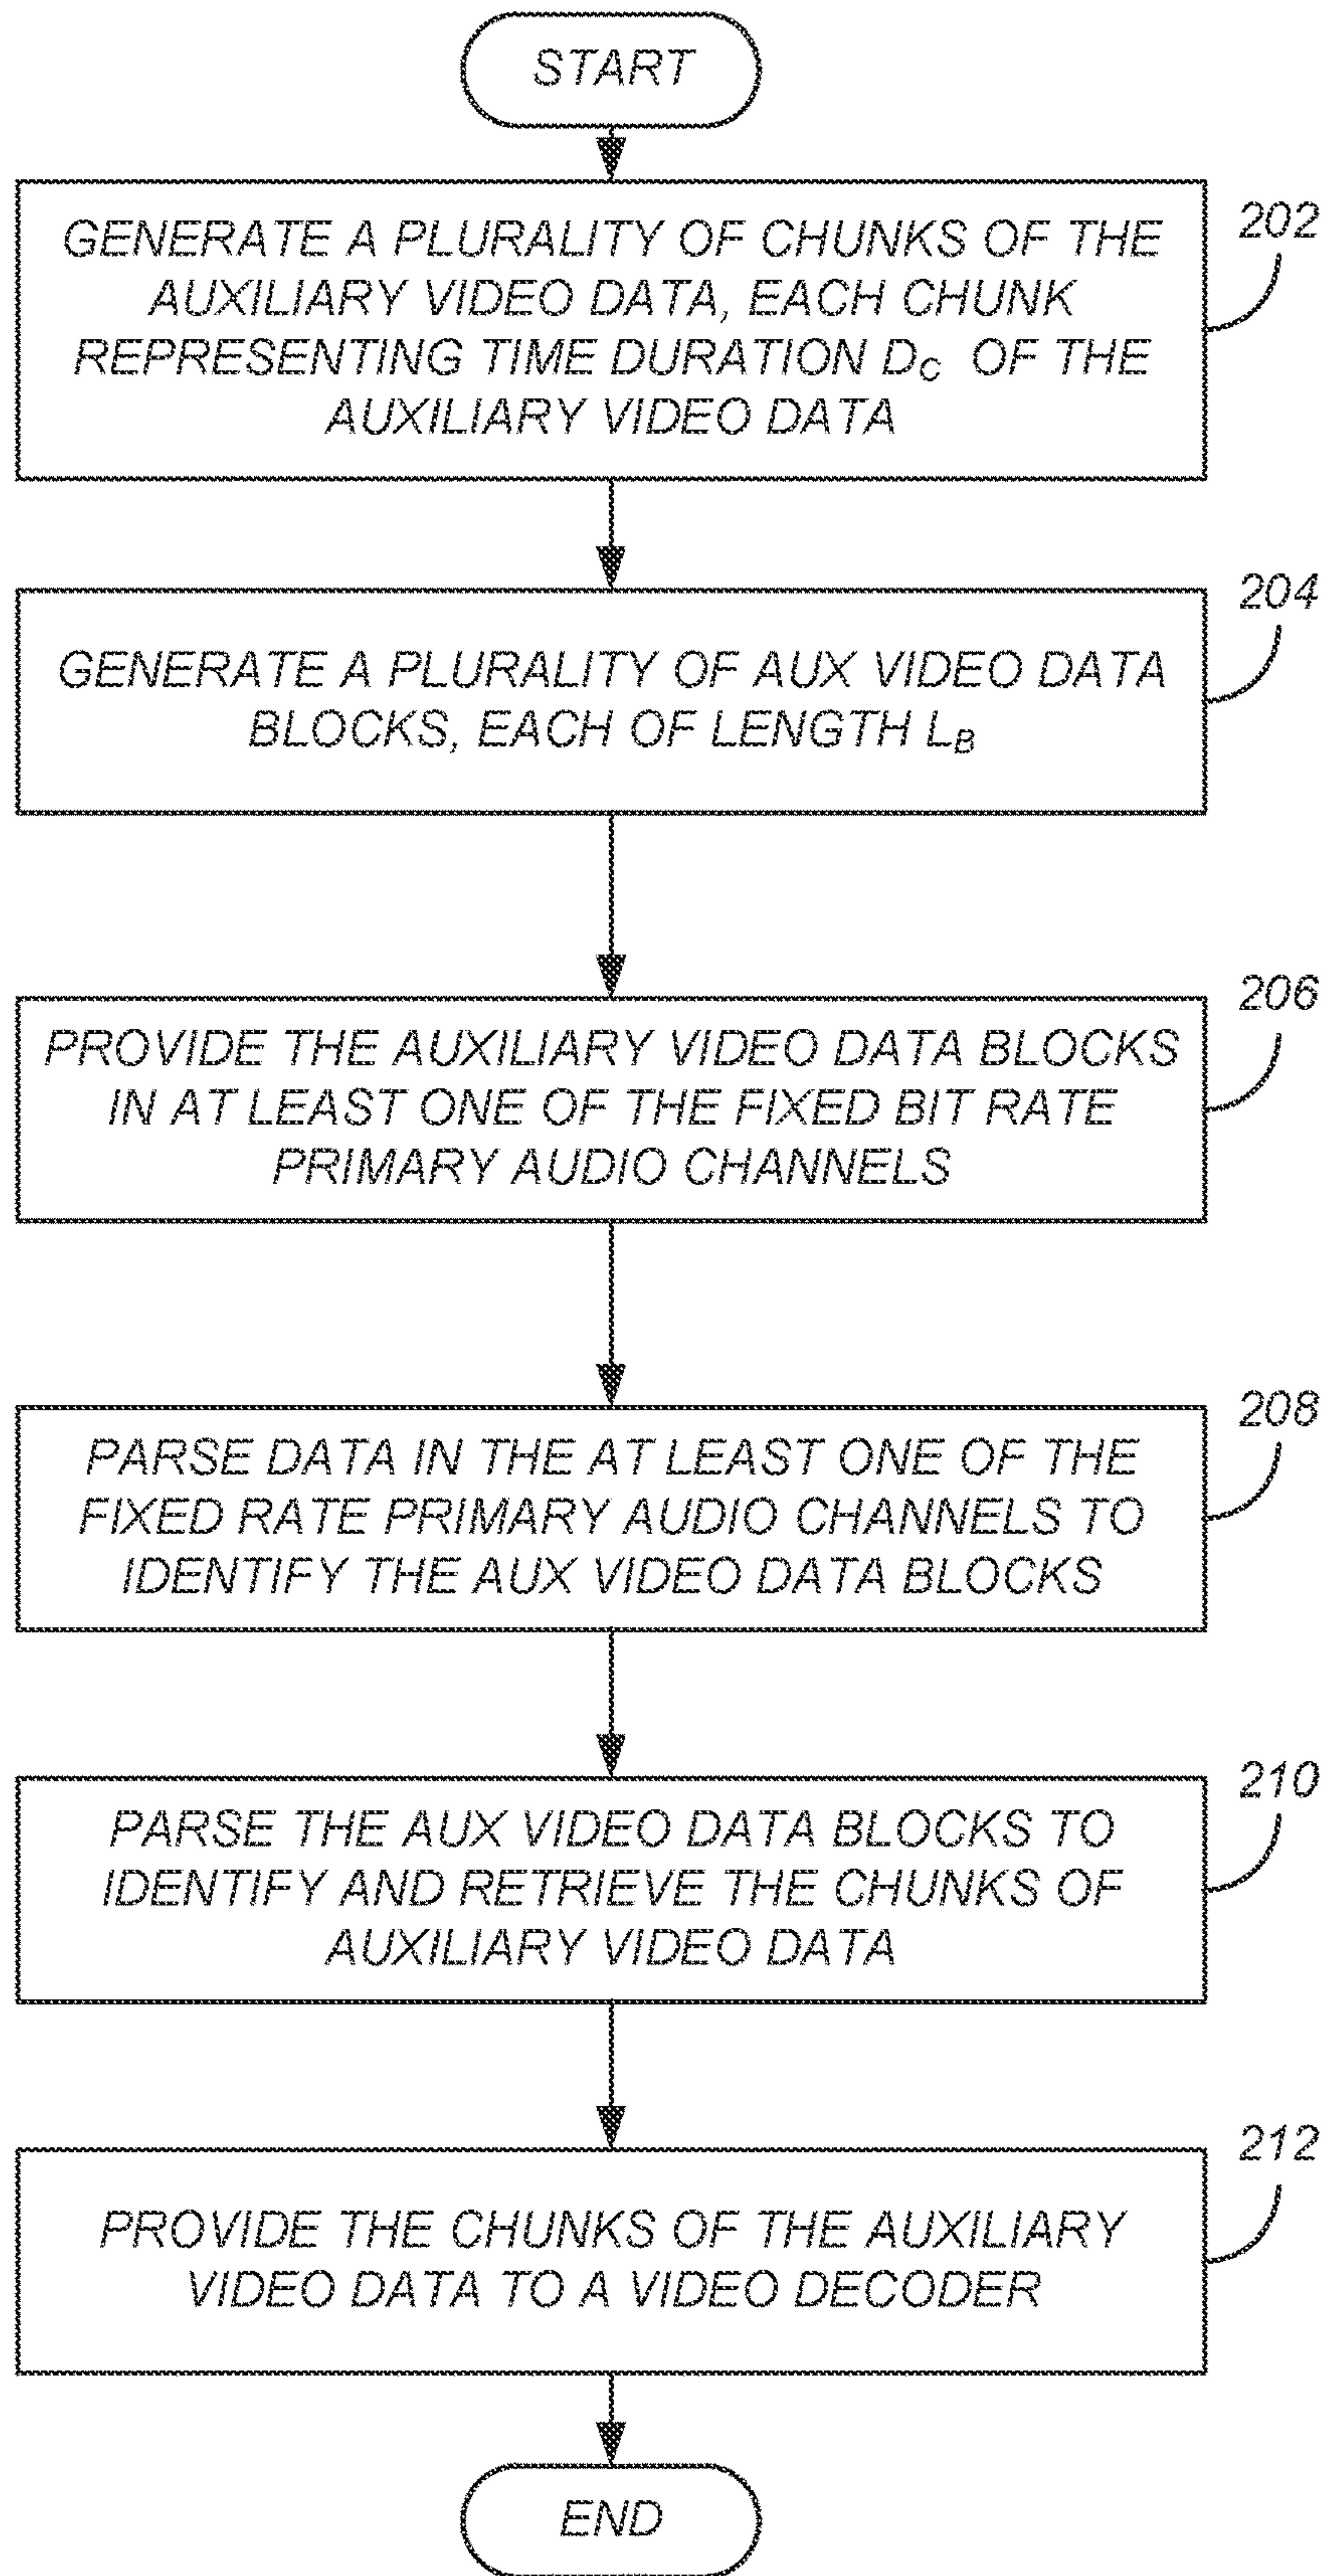 START
GENERATE A PLURALITY OF CHUNKS OF THE
AUXILIARY VIDEO DATA, EACH CHUNK
REPRESENTING TIME DURATION D_C OF THE
AUXILIARY VIDEO DATA
202
GENERATE A PLURALITY OF AUX VIDEO DATA
BLOCKS, EACH OF LENGTH L_B
204
PROVIDE THE AUXILIARY VIDEO DATA BLOCKS
IN AT LEAST ONE OF THE FIXED BIT RATE
PRIMARY AUDIO CHANNELS
206
PARSE DATA IN THE AT LEAST ONE OF THE
FIXED RATE PRIMARY AUDIO CHANNELS TO
IDENTIFY THE AUX VIDEO DATA BLOCKS
208
PARSE THE AUX VIDEO DATA BLOCKS TO
IDENTIFY AND RETRIEVE THE CHUNKS OF
AUXILIARY VIDEO DATA
210
PROVIDE THE CHUNKS OF THE AUXILIARY
VIDEO DATA TO A VIDEO DECODER
212
END